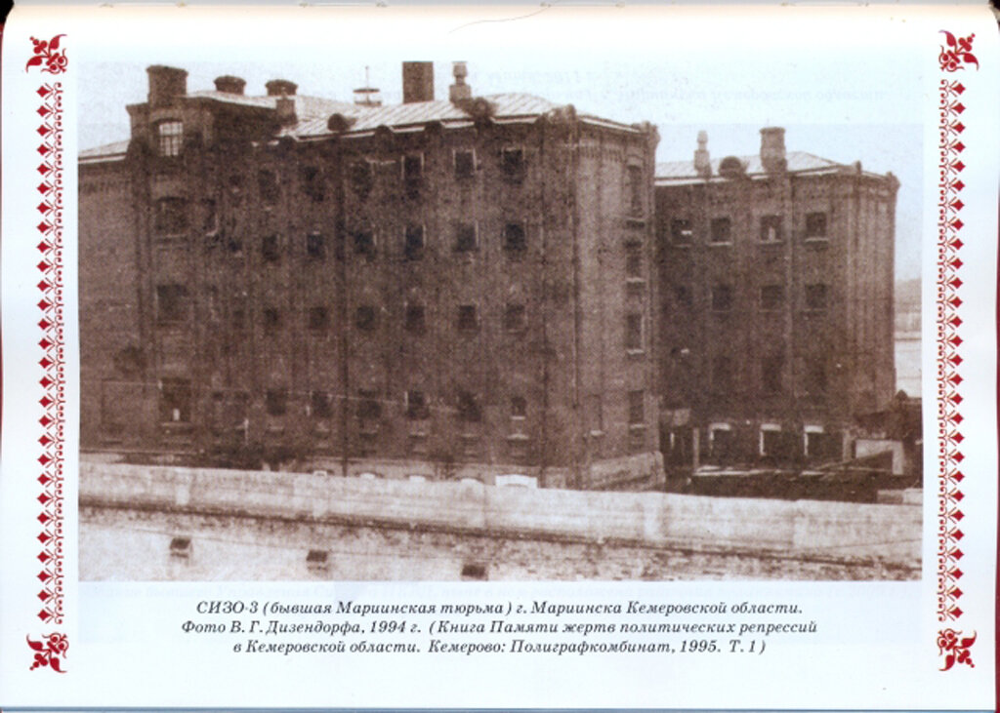 СИЗО-3 (бывшая Мариинская тюрьма) г. Мариинска Кемеровской области.
Фото В. Г. Дизендорфа, 1994 г. (Книга Памяти жертв политических репрессий
в Кемеровской области. Кемерово: Полиграфкомбинат, 1995. Т. 1)